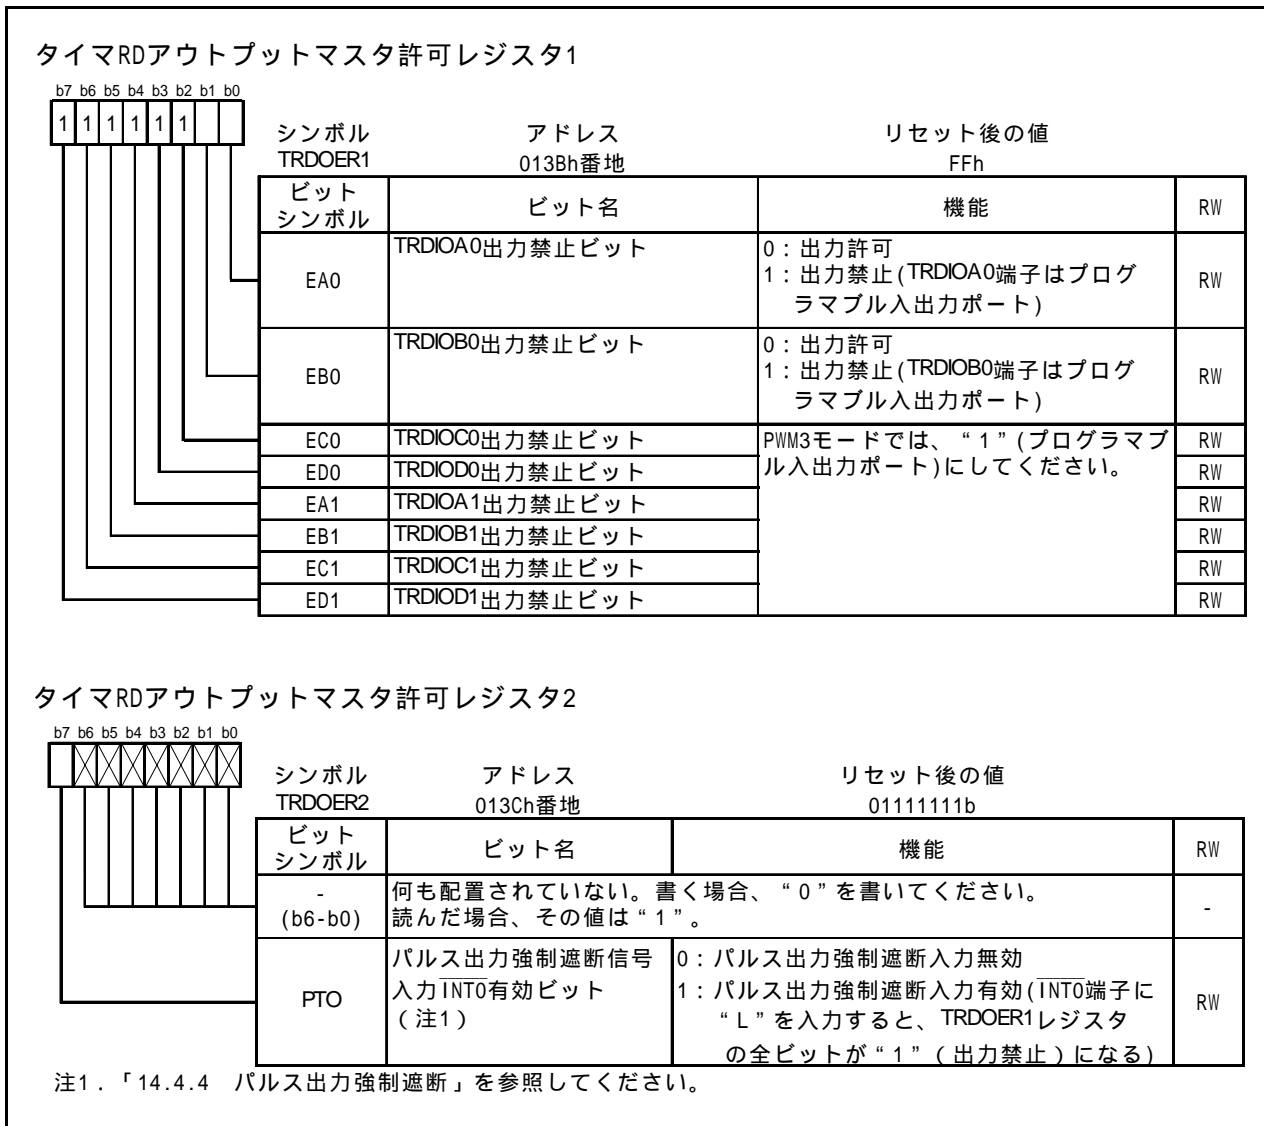 タイマRDアウトプットマスタ許可レジスタ1
b7 b6 b5 b4 b3 b2 b1 b0
1 1 1 1 1 1
シンボル アドレス リセット後の値
TRDOER1 013Bh番地 FFh
ビット
シンボル ビット名 機能 RW
EA0 TRDIOA0出力禁止ビット 0：出力許可
1：出力禁止(TRDIOA0端子はプログ
ラマブル入出力ポート) RW
EB0 TRDIOB0出力禁止ビット 0：出力許可
1：出力禁止(TRDIOB0端子はプログ
ラマブル入出力ポート) RW
EC0 TRDIOC0出力禁止ビット PWM3モードでは、“1”(プログラマブ RW
ED0 TRDIOD0出力禁止ビット ル入出力ポート)にしてください。 RW
EA1 TRDIOA1出力禁止ビット RW
EB1 TRDIOB1出力禁止ビット RW
EC1 TRDIOC1出力禁止ビット RW
ED1 TRDIOD1出力禁止ビット RW
タイマRDアウトプットマスタ許可レジスタ2
b7 b6 b5 b4 b3 b2 b1 b0
シンボル アドレス リセット後の値
TRDOER2 013Ch番地 01111111b
ビット
シンボル ビット名 機能 RW
-
(b6-b0) 何も配置されていない。書く場合、“0”を書いてください。
読んだ場合、その値は“1”。 -
PTO パルス出力強制遮断信号
入力INT0有効ビット
（注1） 0：パルス出力強制遮断入力無効
1：パルス出力強制遮断入力有効(INT0端子に
“L”を入力すると、TRDOER1レジスタ
の全ビットが“1”（出力禁止）になる) RW
注1．「14.4.4 パルス出力強制遮断」を参照してください。